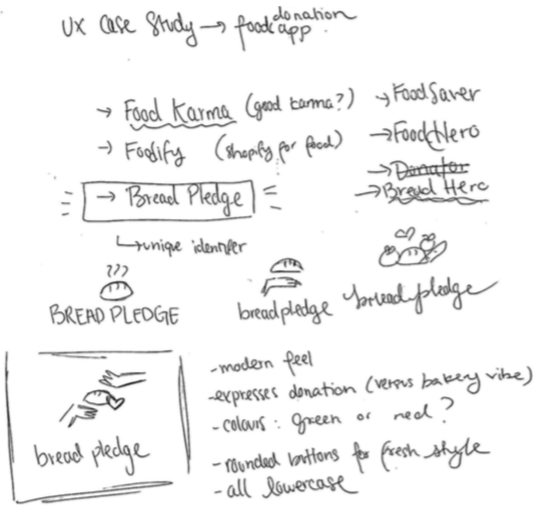 UX Case Study → food donation app
→ Food Karma (good karma?)
→ Foodify (shopify for food)
→ Bread Pledge
↳ unique identifier
→ FoodSaver
→ Food Hero
→ Donator
→ Bread Hero
BREAD PLEDGE
breadpledge
breadpledge
bread pledge
- modern feel
- expresses donation (versus bakery vibe)
- colours: green or red?
- rounded buttons for fresh style
- all lowercase